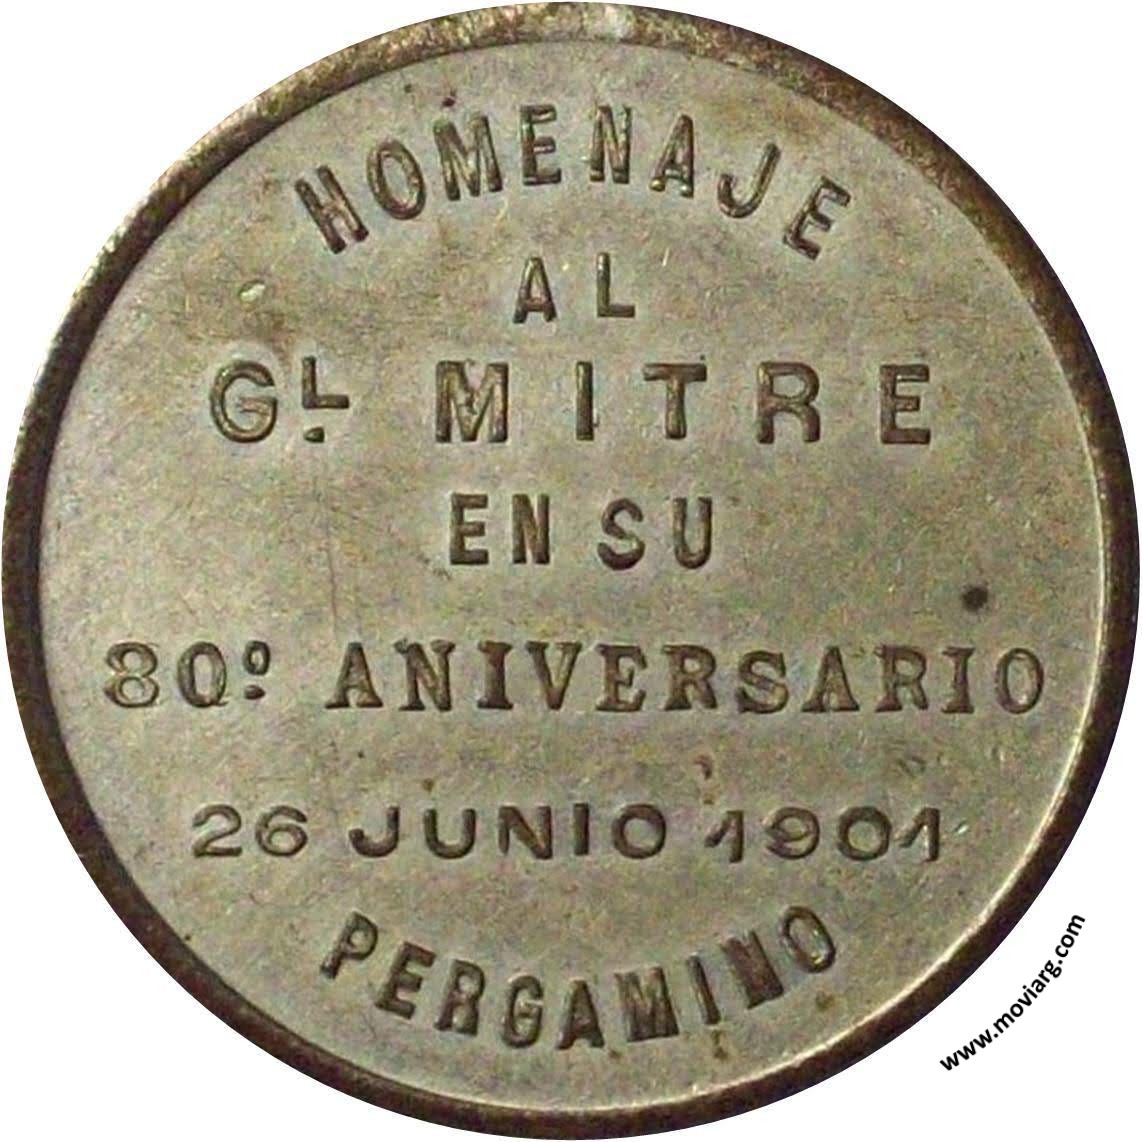 HOMENAJE
AL
GL. MITRE
EN SU
80º ANIVERSARIO
26 JUNIO 1901
PERGAMINO
www.moviarg.com